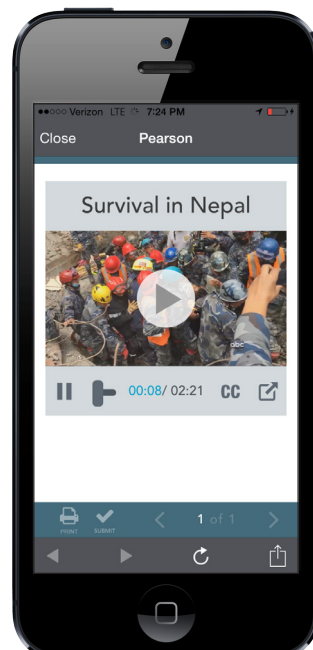 Verizon LTE 7:24 PM
Close Pearson
Survival in Nepal
abc
00:08/ 02:21 CC
PRINT SUBMIT 1 of 1